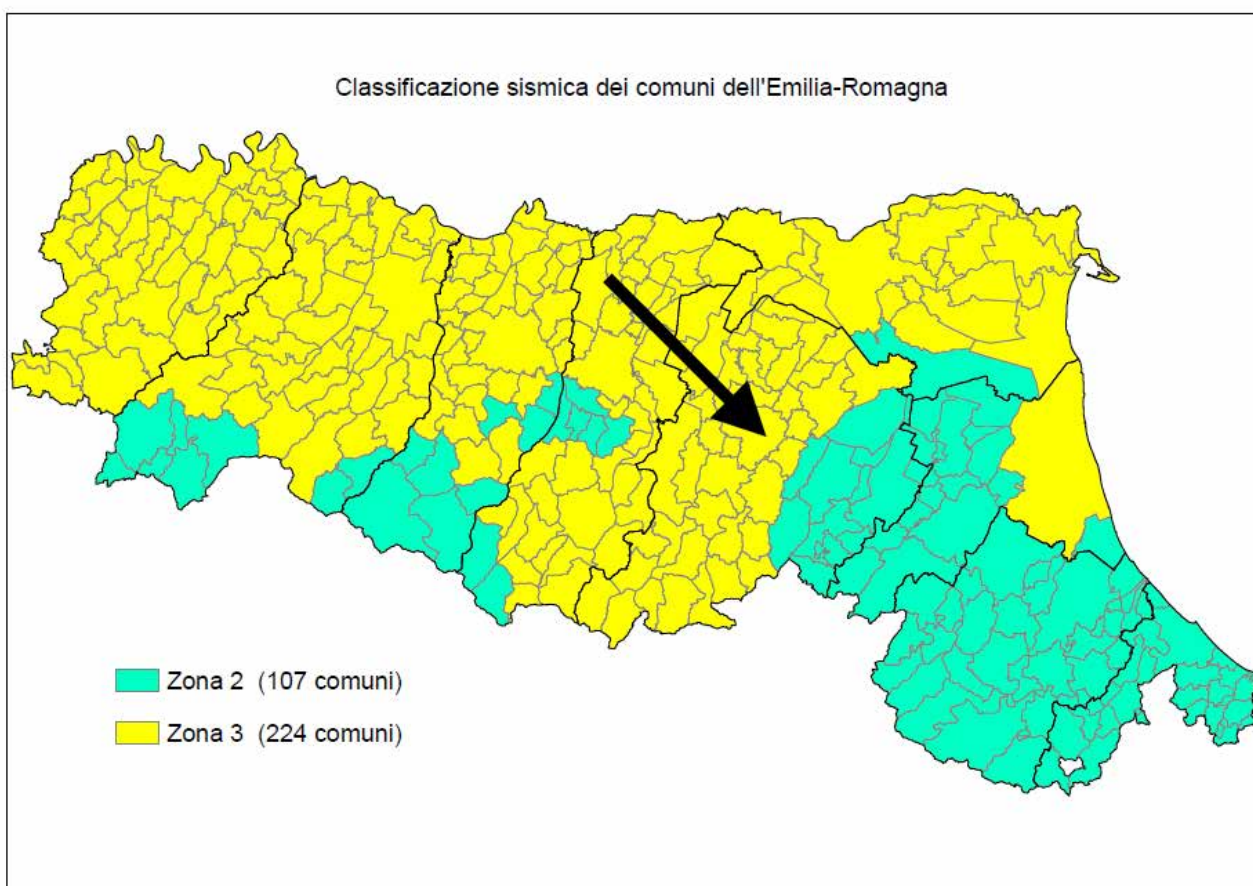 Classificazione sismica dei comuni dell'Emilia-Romagna
Zona 2 (107 comuni)
Zona 3 (224 comuni)